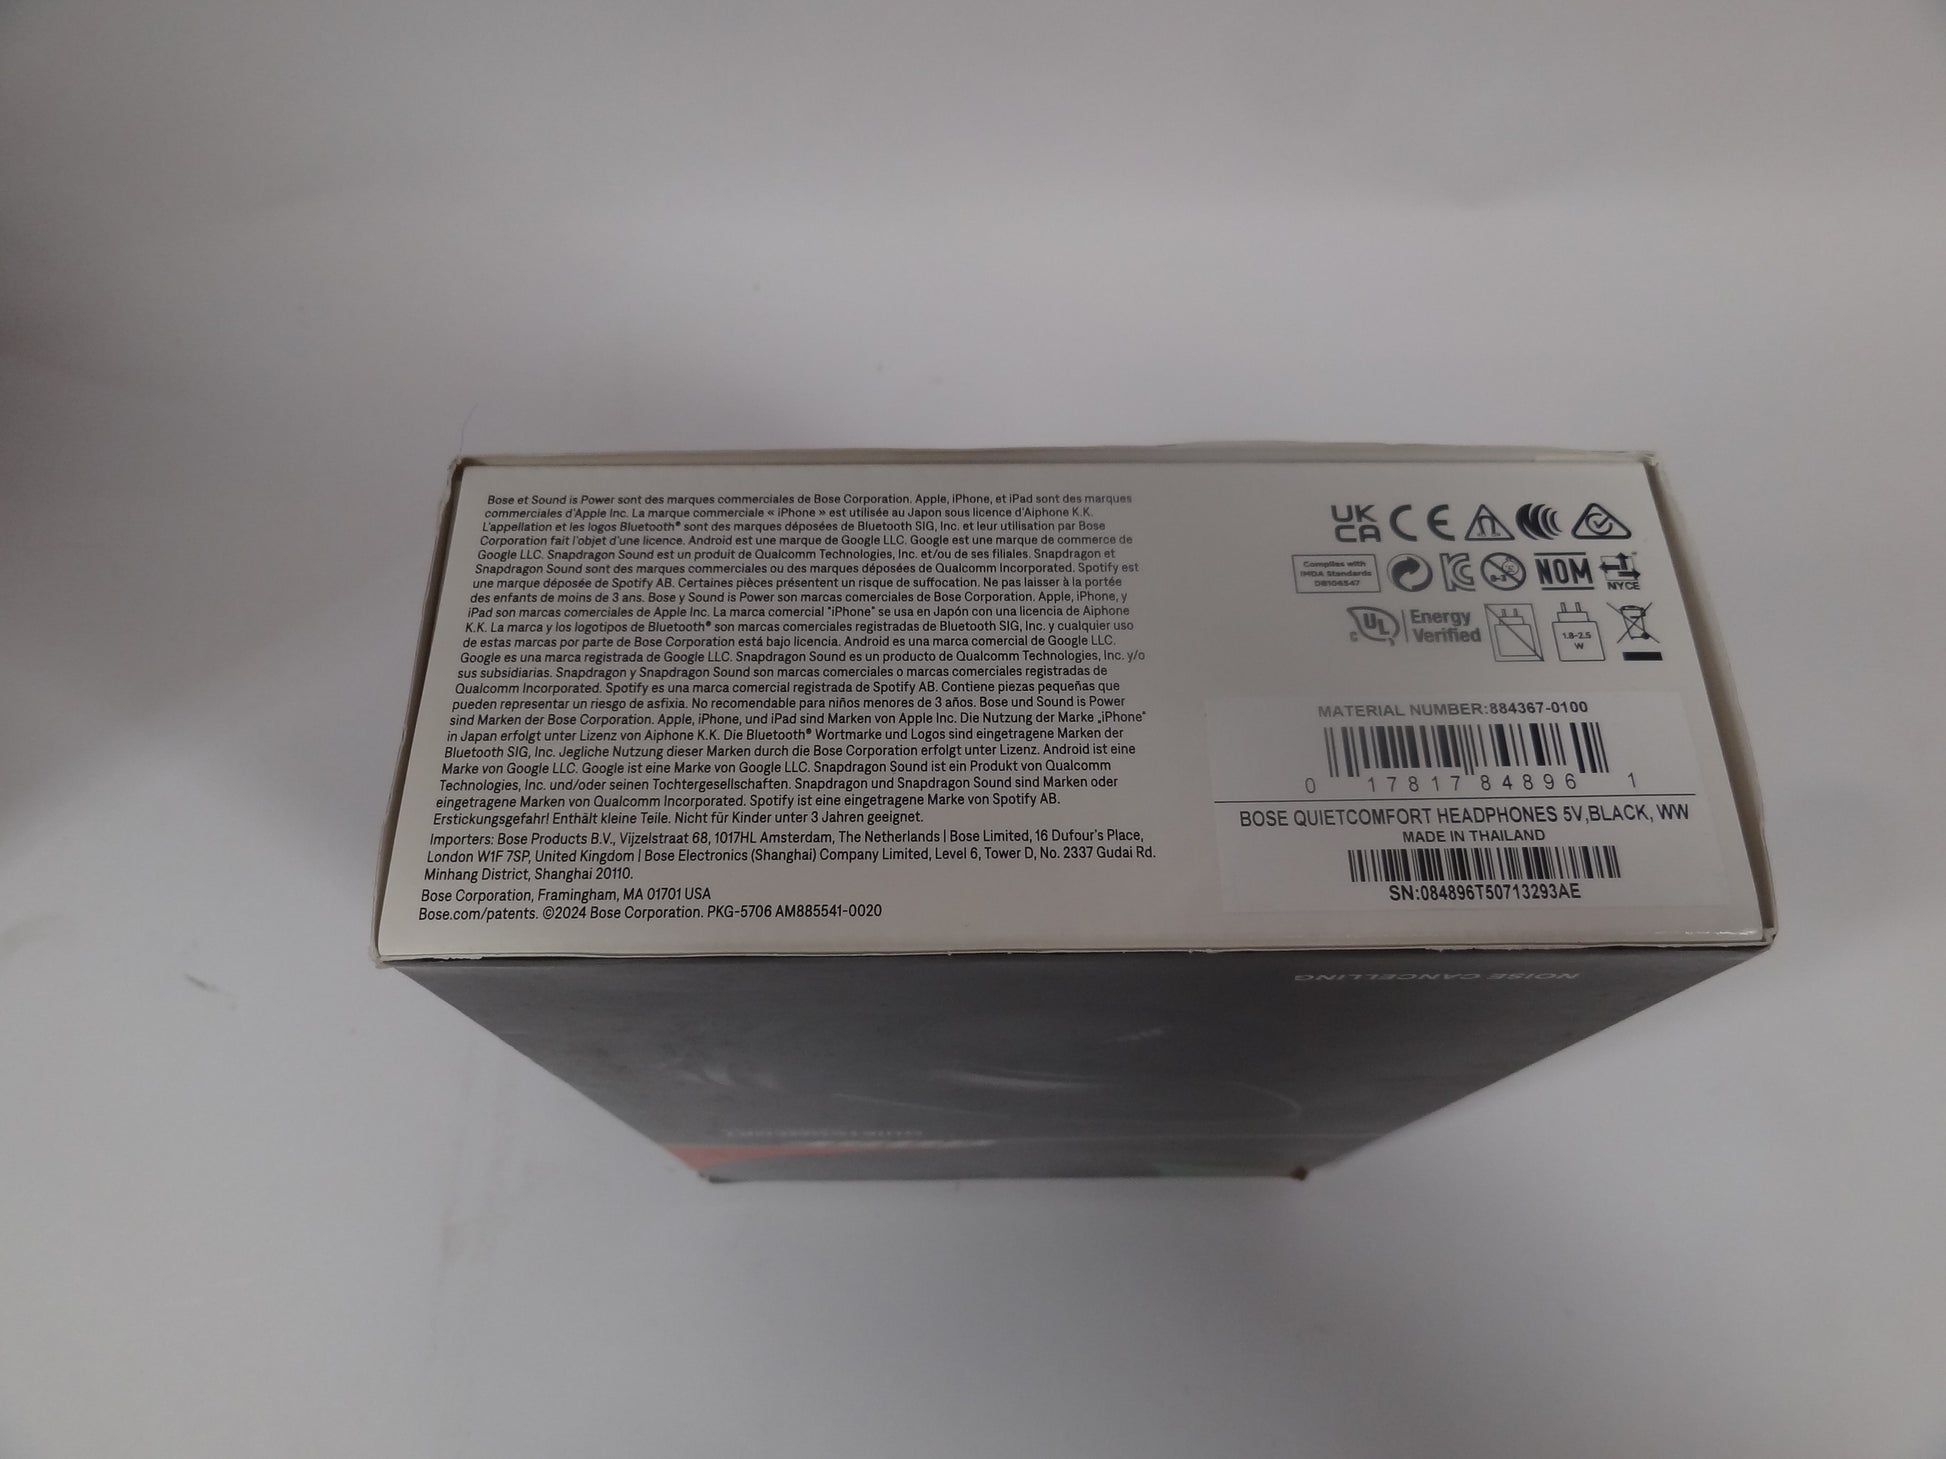 Bose et Sound is Power sont des marques commerciales de Bose Corporation. Apple, iPhone, et iPad sont des marques
commerciales d'Apple Inc. La marque commerciale « iPhone » est utilisée au Japon sous licence d'Aiphone K.K.
L'appellation et les logos Bluetooth® sont des marques déposées de Bluetooth SIG, Inc. et leur utilisation par Bose
Corporation fait l'objet d'une licence. Android est une marque de Google LLC. Google est une marque de commerce de
Google LLC. Snapdragon Sound est un produit de Qualcomm Technologies, Inc. et/ou de ses filiales. Snapdragon et
Snapdragon Sound sont des marques commerciales ou des marques déposées de Qualcomm Incorporated. Spotify est
une marque déposée de Spotify AB. Certaines pièces présentent un risque de suffocation. Ne pas laisser à la portée
des enfants de moins de 3 ans. Bose y Sound is Power son marcas comerciales de Bose Corporation. Apple, iPhone, y
iPad son marcas comerciales de Apple Inc. La marca comercial "iPhone" se usa en Japón con una licencia de Aiphone
K.K. La marca y los logotipos de Bluetooth® son marcas comerciales registradas de Bluetooth SIG, Inc. y cualquier uso
de estas marcas por parte de Bose Corporation está bajo licencia. Android es una marca comercial de Google LLC.
Google es una marca registrada de Google LLC. Snapdragon Sound es un producto de Qualcomm Technologies, Inc. y/o
sus subsidiarias. Snapdragon y Snapdragon Sound son marcas comerciales o marcas comerciales registradas de
Qualcomm Incorporated. Spotify es una marca comercial registrada de Spotify AB. Contiene piezas pequeñas que
pueden representar un riesgo de asfixia. No recomendable para niños menores de 3 años. Bose und Sound is Power
sind Marken der Bose Corporation. Apple, iPhone, und iPad sind Marken von Apple Inc. Die Nutzung der Marke „iPhone"
in Japan erfolgt unter Lizenz von Aiphone K.K. Die Bluetooth® Wortmarke und Logos sind eingetragene Marken der
Bluetooth SIG, Inc. Jegliche Nutzung dieser Marken durch die Bose Corporation erfolgt unter Lizenz. Android ist eine
Marke von Google LLC. Google ist eine Marke von Google LLC. Snapdragon Sound ist ein Produkt von Qualcomm
Technologies, Inc. und/oder seinen Tochtergesellschaften. Snapdragon und Snapdragon Sound sind Marken oder
eingetragene Marken von Qualcomm Incorporated. Spotify ist eine eingetragene Marke von Spotify AB.
Erstickungsgefahr! Enthält kleine Teile. Nicht für Kinder unter 3 Jahren geeignet.
Importers: Bose Products B.V., Vijzelstraat 68, 1017HL Amsterdam, The Netherlands | Bose Limited, 16 Dufour's Place,
London W1F 7SP, United Kingdom | Bose Electronics (Shanghai) Company Limited, Level 6, Tower D, No. 2337 Gudai Rd.
Minhang District, Shanghai 20110.
Bose Corporation, Framingham, MA 01701 USA
Bose.com/patents. ©2024 Bose Corporation. PKG-5706 AM885541-0020
UK
CA CE
Complies with
IMDA Standards
DB106547
0-3
NOM
NYCE
c UL
Energy
Verified
1.8-2.5
W
MATERIAL NUMBER:884367-0100
0 17817 84896 1
BOSE QUIETCOMFORT HEADPHONES 5V,BLACK, WW
MADE IN THAILAND
SN:084896T50713293AE
NOISE CANCELLING